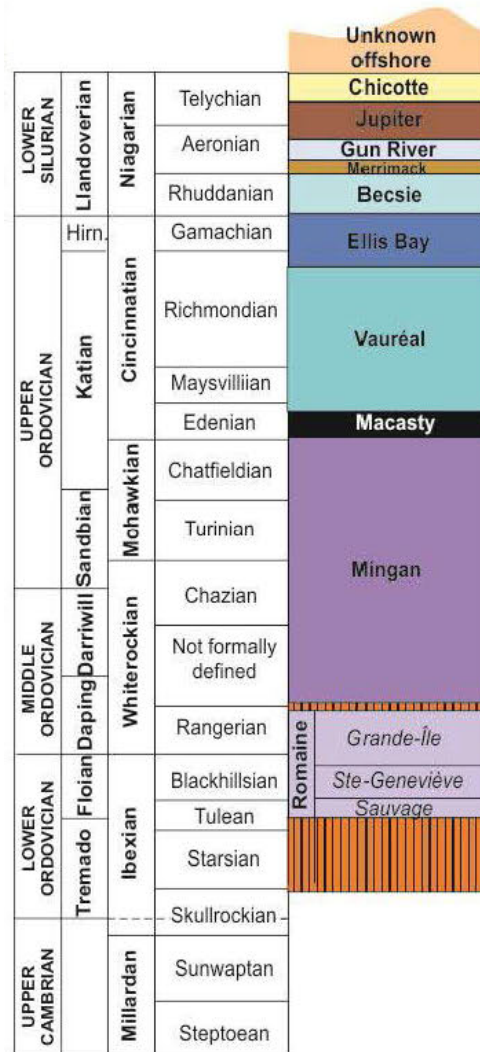 Unknown
offshore
LOWER
SILURIAN
Llandoverian
Niagarian
Telychian
Aeronian
Rhuddanian
Chicotte
Jupiter
Gun River
Merrimack
Becsie
UPPER
ORDOVICIAN
Hirn.
Katian
Sandbian
Cincinnatian
Mohawkian
Gamachian
Richmondian
Maysvilliian
Edenian
Chatfieldian
Turinian
Ellis Bay
Vauréal
Macasty
Mingan
MIDDLE
ORDOVICIAN
Darriwill
Daping
Whiterockian
Chazian
Not formally
defined
Rangerian
LOWER
ORDOVICIAN
Floian
Tremado
Ibexian
Blackhillsian
Tulean
Starsian
Skullrockian
Romaine
Grande-Île
Ste-Geneviève
Sauvage
UPPER
CAMBRIAN
Millardan
Sunwaptan
Steptoean